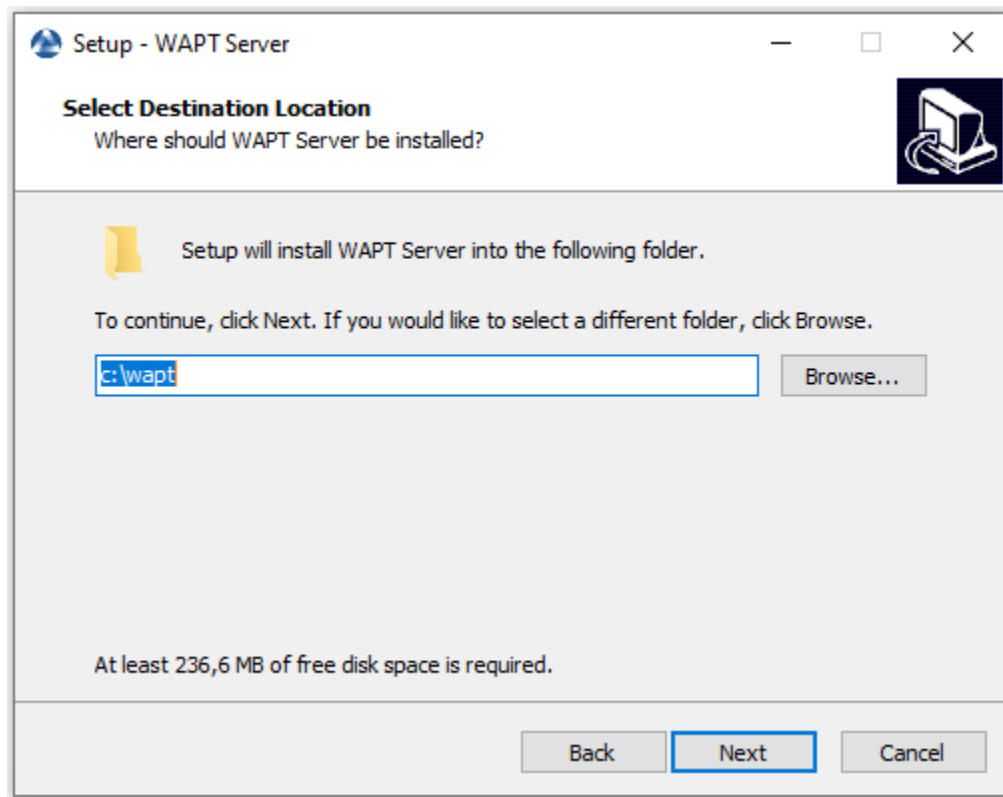 Setup - WAPT Server
Select Destination Location
Where should WAPT Server be installed?
Setup will install WAPT Server into the following folder.
To continue, click Next. If you would like to select a different folder, click Browse.
c:\wapt
Browse...
At least 236,6 MB of free disk space is required.
Back
Next
Cancel